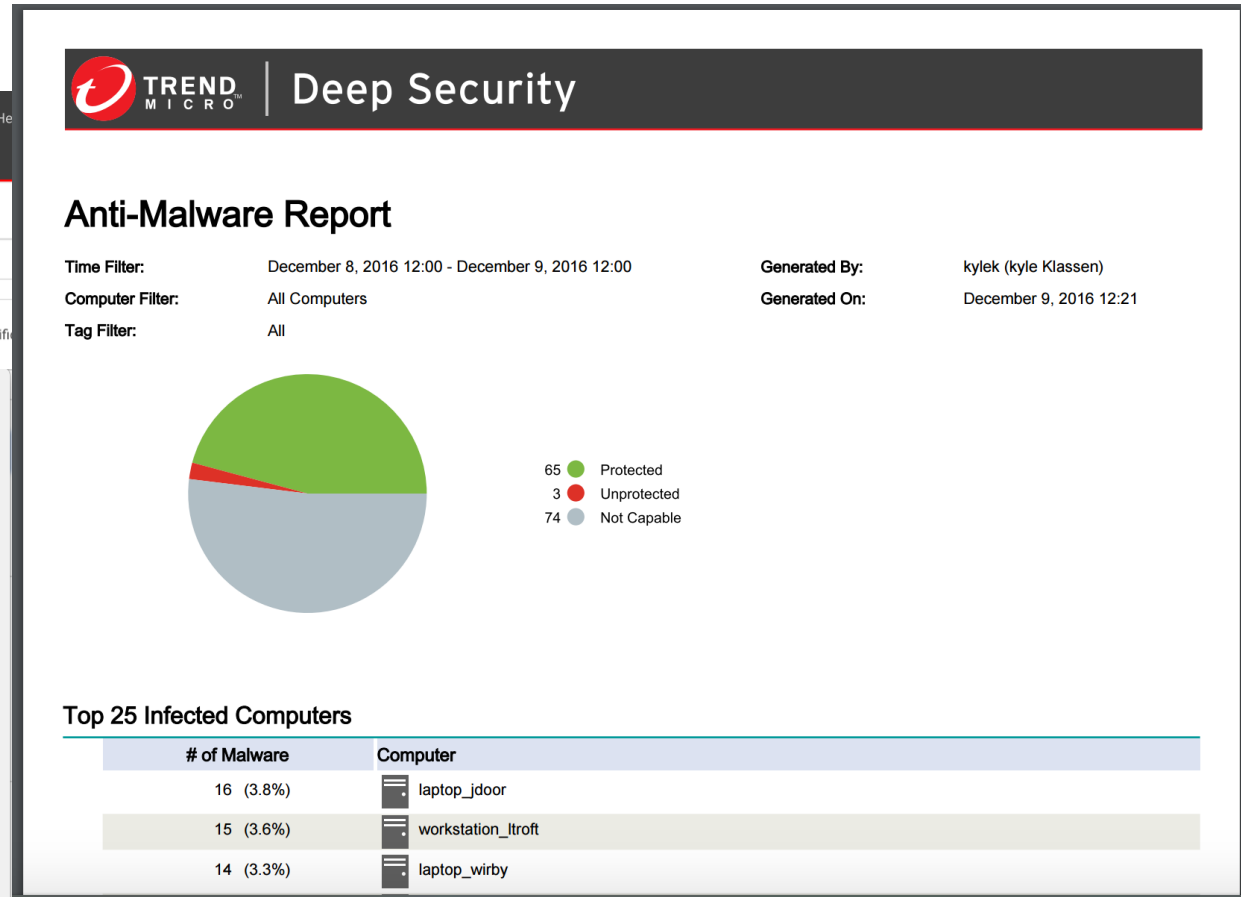 TREND MICRO™ | Deep Security
He
Anti-Malware Report
Time Filter: December 8, 2016 12:00 - December 9, 2016 12:00 Generated By: kylek (kyle Klassen)
Computer Filter: All Computers Generated On: December 9, 2016 12:21
Tag Filter: All
ifi
65 Protected
3 Unprotected
74 Not Capable
Top 25 Infected Computers
# of Malware Computer
16 (3.8%) laptop_jdoor
15 (3.6%) workstation_ltroft
14 (3.3%) laptop_wirby